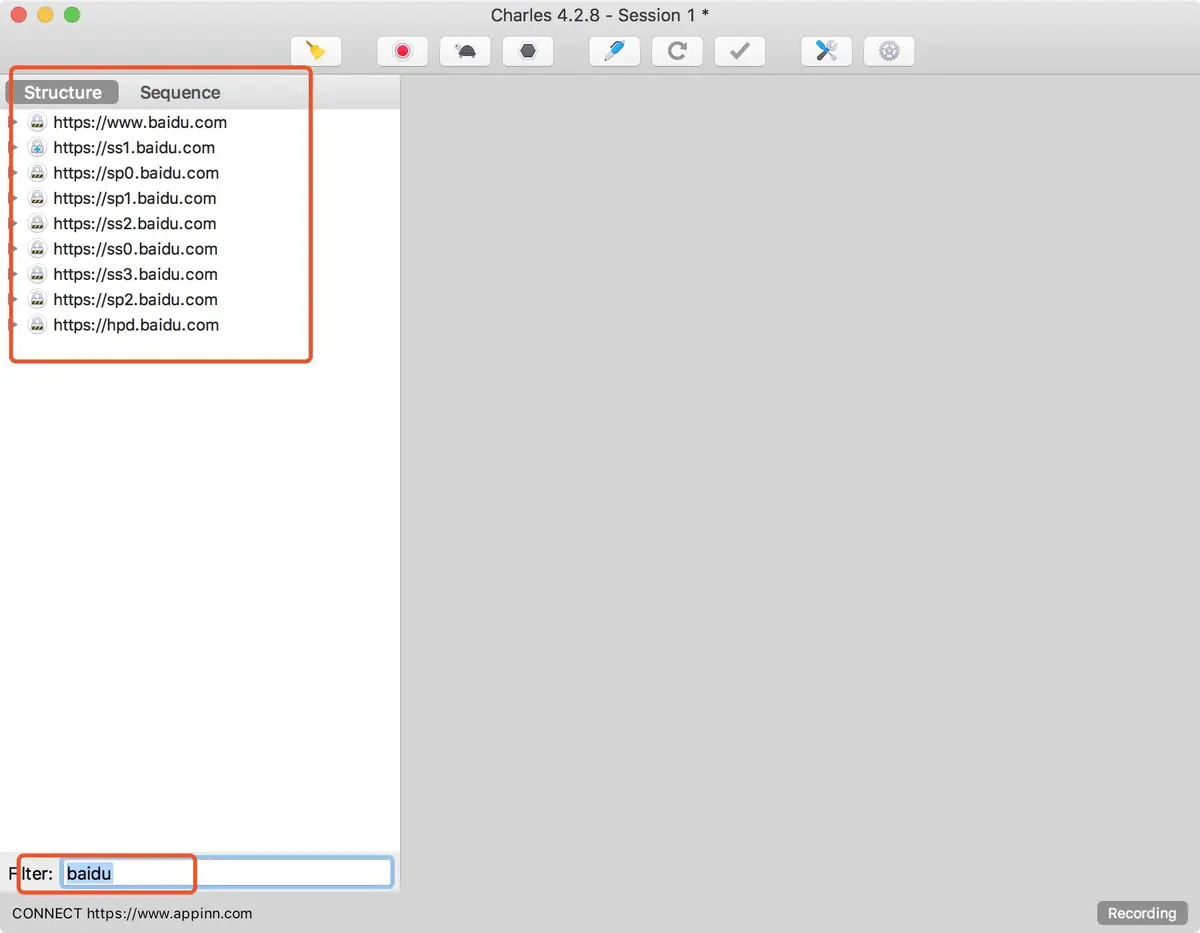 Charles 4.2.8 - Session 1 *
Structure Sequence
https://www.baidu.com
https://ss1.baidu.com
https://sp0.baidu.com
https://sp1.baidu.com
https://ss2.baidu.com
https://ss0.baidu.com
https://ss3.baidu.com
https://sp2.baidu.com
https://hpd.baidu.com
Filter: baidu
CONNECT https://www.appinn.com
Recording